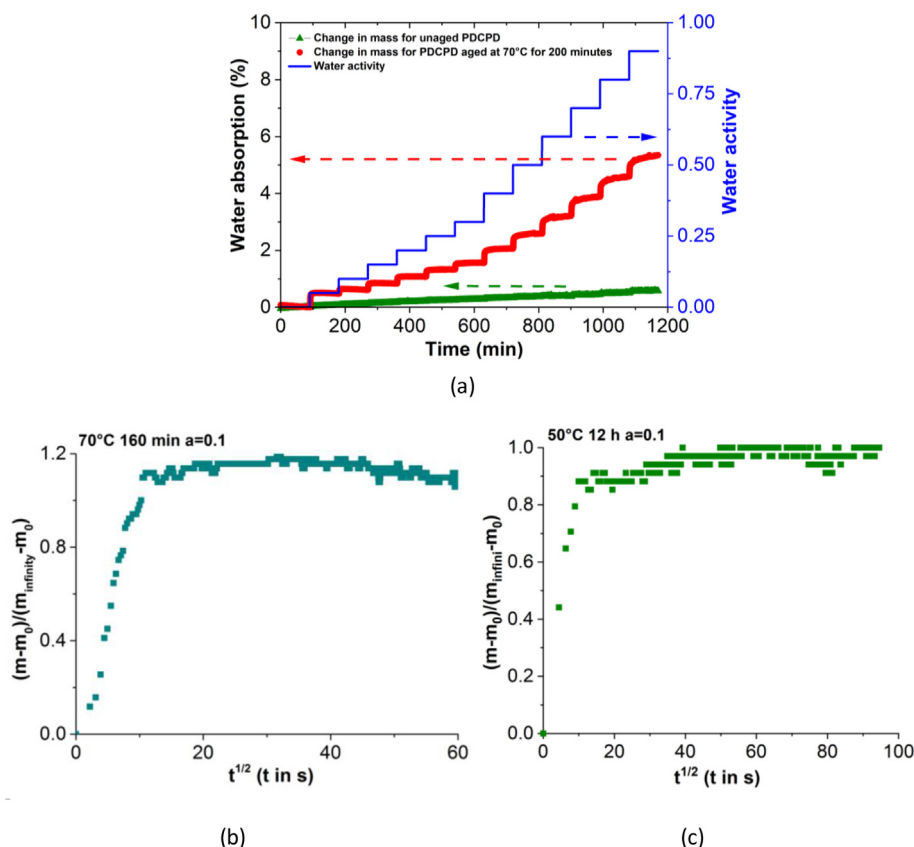 Change in mass for unaged PDCPD
Change in mass for PDCPD aged at 70°C for 200 minutes
Water activity
Water absorption (%)
10
8
6
4
2
0
1.00
0.75
0.50
0.25
0.00
Water activity
0 200 400 600 800 1000 1200
Time (min)
(a)
70°C 160 min a=0.1
(m-m0)/(minfinity-m0)
1.2
0.8
0.4
0.0
0 20 40 60
t1/2 (t in s)
(b)
50°C 12 h a=0.1
(m-m0)/(minfini-m0)
1.0
0.8
0.6
0.4
0.2
0.0
0 20 40 60 80 100
t1/2 (t in s)
(c)